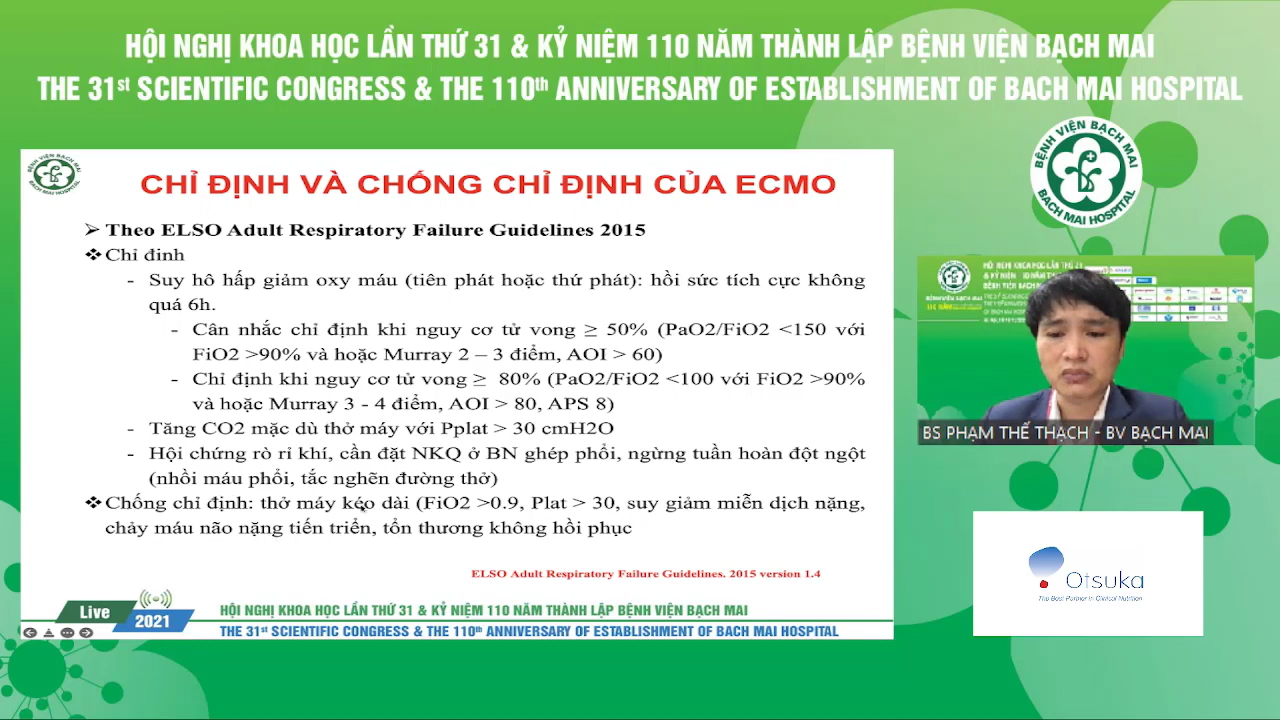 HỘI NGHỊ KHOA HỌC LẦN THỨ 31 & KỶ NIỆM 110 NĂM THÀNH LẬP BỆNH VIỆN BẠCH MAI
THE 31st SCIENTIFIC CONGRESS & THE 110th ANNIVERSARY OF ESTABLISHMENT OF BACH MAI HOSPITAL
BỆNH VIỆN BẠCH MAI
BACH MAI HOSPITAL
CHỈ ĐỊNH VÀ CHỐNG CHỈ ĐỊNH CỦA ECMO
➢ Theo ELSO Adult Respiratory Failure Guidelines 2015
❖ Chỉ đinh
- Suy hô hấp giảm oxy máu (tiên phát hoặc thứ phát): hồi sức tích cực không
quá 6h.
- Cân nhắc chỉ định khi nguy cơ tử vong ≥ 50% (PaO2/FiO2 <150 với
FiO2 >90% và hoặc Murray 2 – 3 điểm, AOI > 60)
- Chỉ định khi nguy cơ tử vong ≥ 80% (PaO2/FiO2 <100 với FiO2 >90%
và hoặc Murray 3 - 4 điểm, AOI > 80, APS 8)
- Tăng CO2 mặc dù thở máy với Pplat > 30 cmH2O
- Hội chứng rò rỉ khí, cần đặt NKQ ở BN ghép phổi, ngừng tuần hoàn đột ngột
(nhồi máu phổi, tắc nghẽn đường thở)
❖ Chống chỉ định: thở máy kéo dài (FiO2 >0.9, Plat > 30, suy giảm miễn dịch nặng,
chảy máu não nặng tiến triển, tổn thương không hồi phục
ELSO Adult Respiratory Failure Guidelines. 2015 version 1.4
Live
2021
HỘI NGHỊ KHOA HỌC LẦN THỨ 31 & KỶ NIỆM 110 NĂM THÀNH LẬP BỆNH VIỆN BẠCH MAI
THE 31st SCIENTIFIC CONGRESS & THE 110th ANNIVERSARY OF ESTABLISHMENT OF BACH MAI HOSPITAL
BỆNH VIỆN BẠCH MAI
BACH MAI HOSPITAL
BS PHẠM THẾ THẠCH - BV BẠCH MAI
Otsuka
The Best Partner in Clinical Nutrition